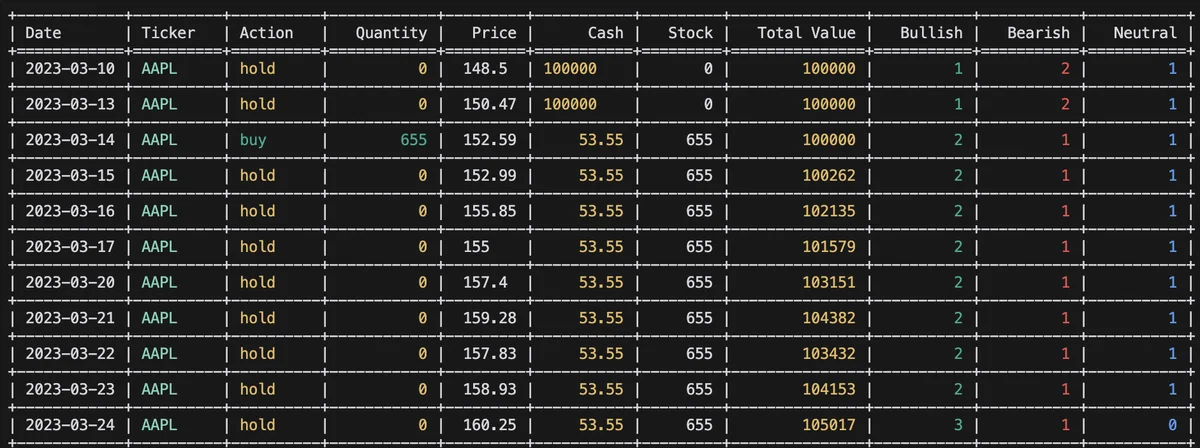 Date | Ticker | Action | Quantity | Price | Cash | Stock | Total Value | Bullish | Bearish | Neutral
2023-03-10 | AAPL | hold | 0 | 148.5 | 100000 | 0 | 100000 | 1 | 2 | 1
2023-03-13 | AAPL | hold | 0 | 150.47 | 100000 | 0 | 100000 | 1 | 2 | 1
2023-03-14 | AAPL | buy | 655 | 152.59 | 53.55 | 655 | 100000 | 2 | 1 | 1
2023-03-15 | AAPL | hold | 0 | 152.99 | 53.55 | 655 | 100262 | 2 | 1 | 1
2023-03-16 | AAPL | hold | 0 | 155.85 | 53.55 | 655 | 102135 | 2 | 1 | 1
2023-03-17 | AAPL | hold | 0 | 155 | 53.55 | 655 | 101579 | 2 | 1 | 1
2023-03-20 | AAPL | hold | 0 | 157.4 | 53.55 | 655 | 103151 | 2 | 1 | 1
2023-03-21 | AAPL | hold | 0 | 159.28 | 53.55 | 655 | 104382 | 2 | 1 | 1
2023-03-22 | AAPL | hold | 0 | 157.83 | 53.55 | 655 | 103432 | 2 | 1 | 1
2023-03-23 | AAPL | hold | 0 | 158.93 | 53.55 | 655 | 104153 | 2 | 1 | 1
2023-03-24 | AAPL | hold | 0 | 160.25 | 53.55 | 655 | 105017 | 3 | 1 | 0